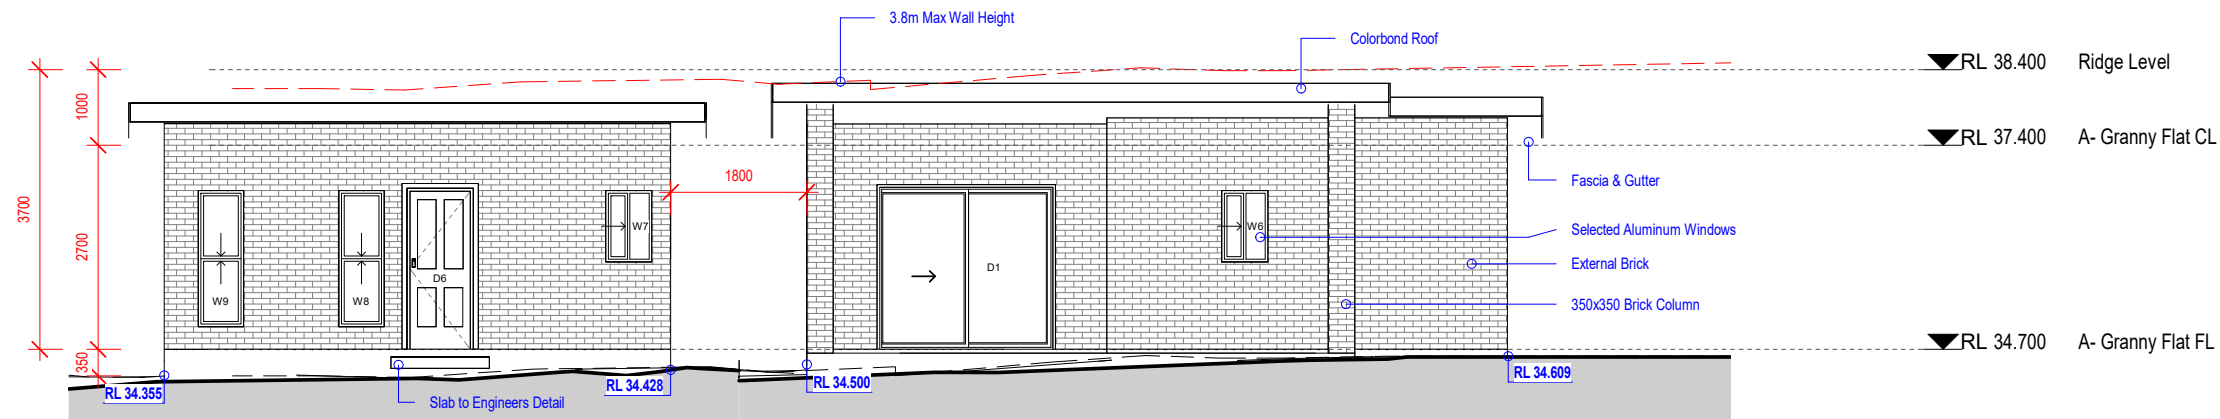 3.8m Max Wall Height
Colorbond Roof
RL 38.400 Ridge Level
1000
RL 37.400 A- Granny Flat CL
1800
Fascia & Gutter
3700
2700
W7
W6
Selected Aluminum Windows
External Brick
D6
D1
W9
W8
350x350 Brick Column
RL 34.700 A- Granny Flat FL
350
RL 34.355
RL 34.428
RL 34.500
RL 34.609
Slab to Engineers Detail